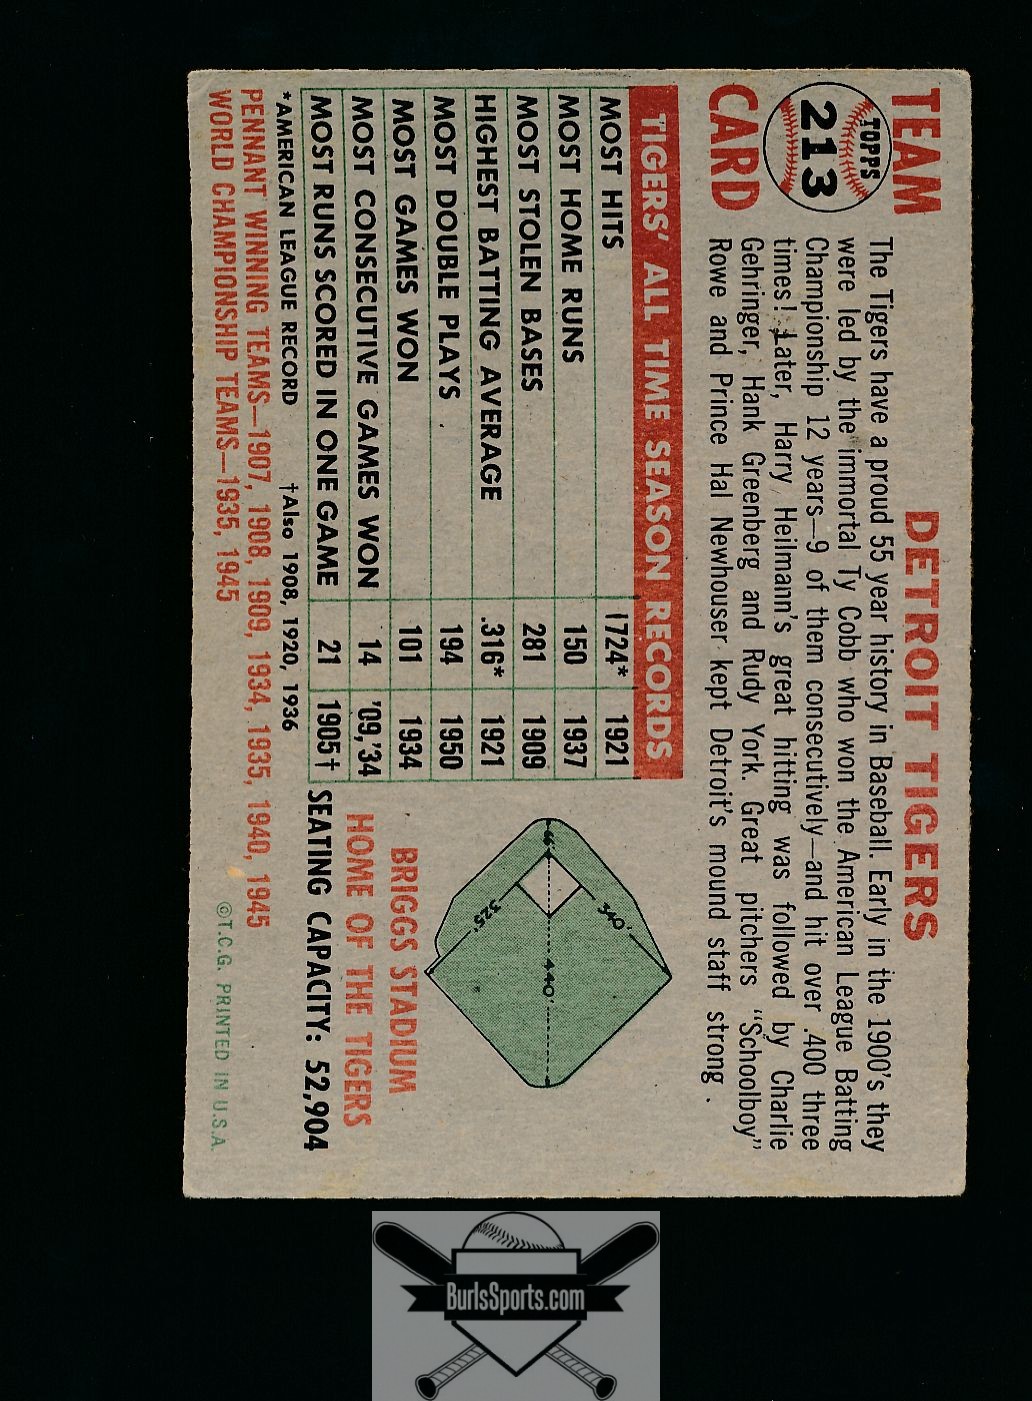 TEAM
TOPPS
213
CARD
DETROIT TIGERS
The Tigers have a proud 55 year history in Baseball. Early in the 1900's they
were led by the immortal Ty Cobb who won the American League Batting
Championship 12 years—9 of them consecutively—and hit over .400 three
times! Later, Harry Heilmann's great hitting was followed by Charlie
Gehringer, Hank Greenberg and Rudy York. Great pitchers "Schoolboy"
Rowe and Prince Hal Newhouser kept Detroit's mound staff strong.
TIGERS' ALL TIME SEASON RECORDS
MOST HITS 1724* 1921
MOST HOME RUNS 150 1937
MOST STOLEN BASES 281 1909
HIGHEST BATTING AVERAGE .316* 1921
MOST DOUBLE PLAYS 194 1950
MOST GAMES WON 101 1934
MOST CONSECUTIVE GAMES WON 14 '09,'34
MOST RUNS SCORED IN ONE GAME 21 1905†
*AMERICAN LEAGUE RECORD †Also 1908, 1920, 1936
PENNANT WINNING TEAMS—1907, 1908, 1909, 1934, 1935, 1940, 1945
WORLD CHAMPIONSHIP TEAMS—1935, 1945
340'
440'
325'
BRIGGS STADIUM
HOME OF THE TIGERS
SEATING CAPACITY: 52,904
©T.C.G. PRINTED IN U.S.A.
BurlsSports.com